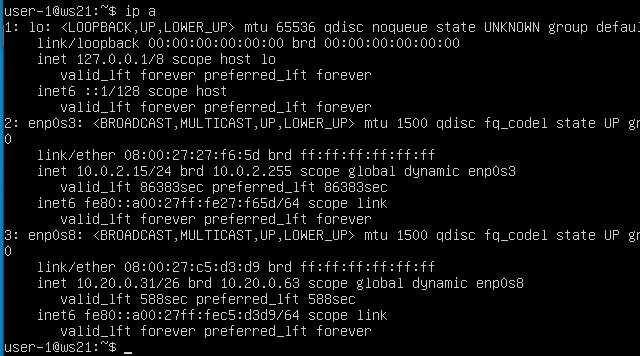 user-1@ws21:~$ ip a
1: lo: <LOOPBACK,UP,LOWER_UP> mtu 65536 qdisc noqueue state UNKNOWN group defaul
link/loopback 00:00:00:00:00:00 brd 00:00:00:00:00:00
inet 127.0.0.1/8 scope host lo
valid_lft forever preferred_lft forever
inet6 ::1/128 scope host
valid_lft forever preferred_lft forever
2: enp0s3: <BROADCAST,MULTICAST,UP,LOWER_UP> mtu 1500 qdisc fq_codel state UP gr
0
link/ether 08:00:27:27:f6:5d brd ff:ff:ff:ff:ff:ff
inet 10.0.2.15/24 brd 10.0.2.255 scope global dynamic enp0s3
valid_lft 86383sec preferred_lft 86383sec
inet6 fe80::a00:27ff:fe27:f65d/64 scope link
valid_lft forever preferred_lft forever
3: enp0s8: <BROADCAST,MULTICAST,UP,LOWER_UP> mtu 1500 qdisc fq_codel state UP gr
0
link/ether 08:00:27:c5:d3:d9 brd ff:ff:ff:ff:ff:ff
inet 10.20.0.31/26 brd 10.20.0.63 scope global dynamic enp0s8
valid_lft 588sec preferred_lft 588sec
inet6 fe80::a00:27ff:fec5:d3d9/64 scope link
valid_lft forever preferred_lft forever
user-1@ws21:~$ _